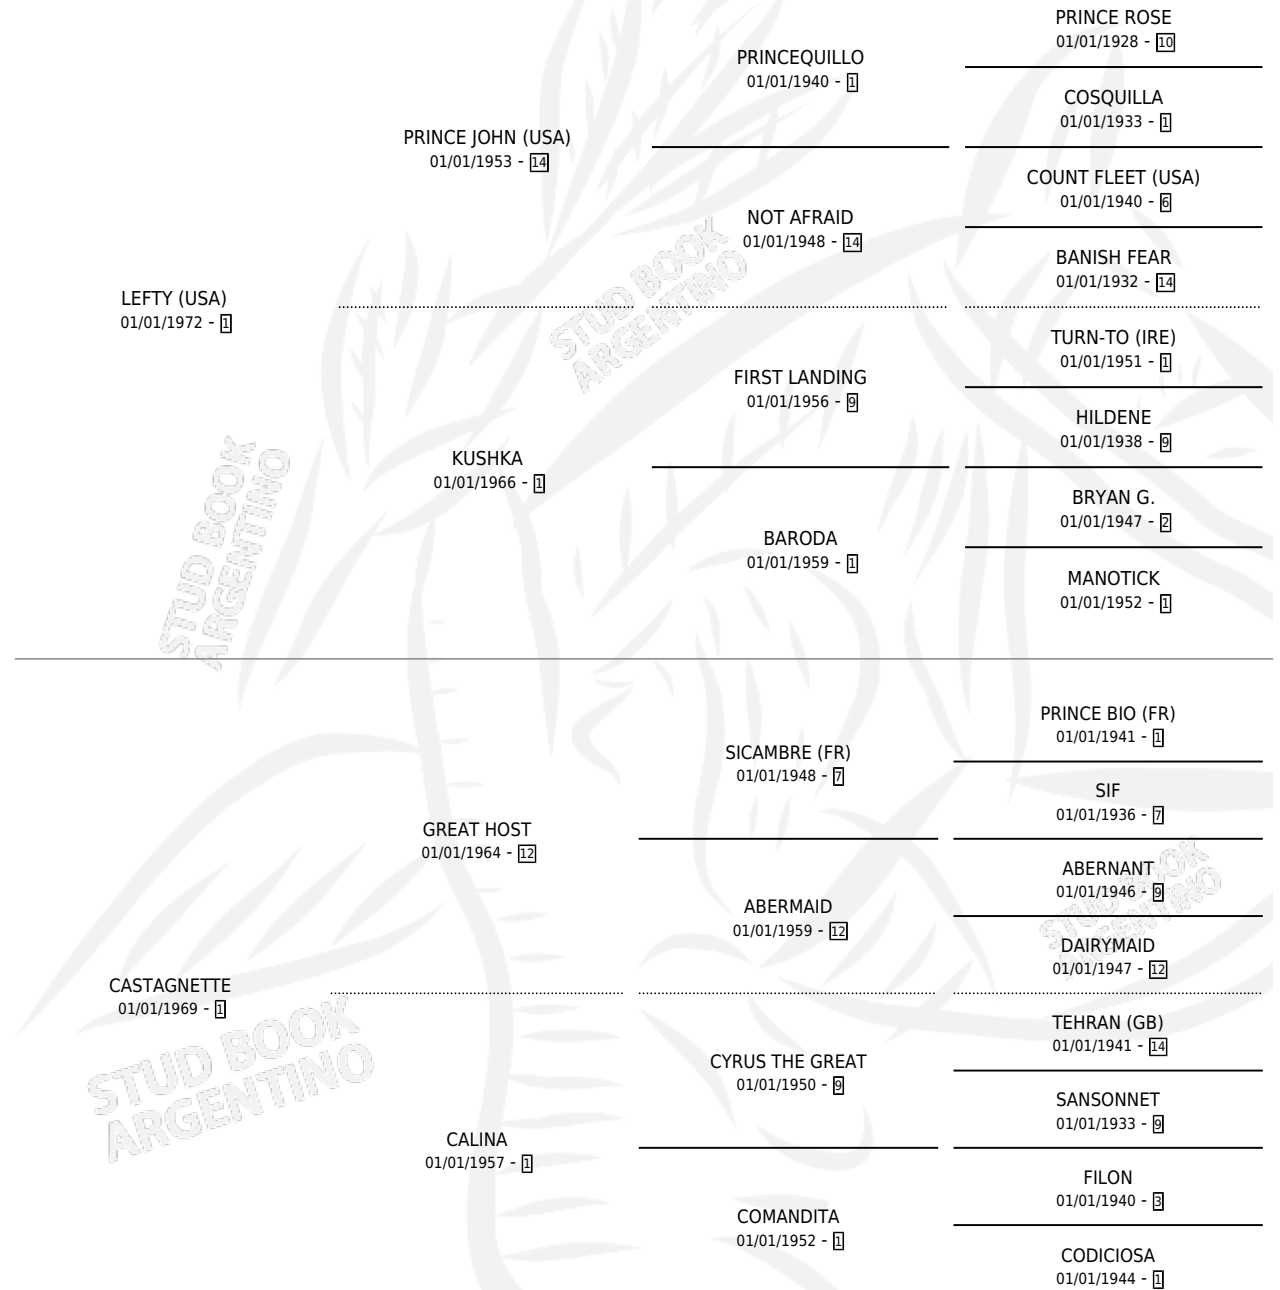 PRINCE ROSE
01/01/1928 - 10
PRINCEQUILLO
01/01/1940 - 1
COSQUILLA
01/01/1933 - 1
PRINCE JOHN (USA)
01/01/1953 - 14
COUNT FLEET (USA)
01/01/1940 - 6
NOT AFRAID
01/01/1948 - 14
BANISH FEAR
01/01/1932 - 14
LEFTY (USA)
01/01/1972 - 1
STUD BOOK
ARGENTINO
TURN-TO (IRE)
01/01/1951 - 1
FIRST LANDING
01/01/1956 - 9
HILDENE
01/01/1938 - 9
KUSHKA
01/01/1966 - 1
BRYAN G.
01/01/1947 - 2
BARODA
01/01/1959 - 1
MANOTICK
01/01/1952 - 1
STUD BOOK
ARGENTINO
PRINCE BIO (FR)
01/01/1941 - 1
SICAMBRE (FR)
01/01/1948 - 7
SIF
01/01/1936 - 7
GREAT HOST
01/01/1964 - 12
ABERNANT
01/01/1946 - 9
ABERMAID
01/01/1959 - 12
DAIRYMAID
01/01/1947 - 12
STUD BOOK
ARGENTINO
CASTAGNETTE
01/01/1969 - 1
STUD BOOK
ARGENTINO
TEHRAN (GB)
01/01/1941 - 14
CYRUS THE GREAT
01/01/1950 - 9
SANSONNET
01/01/1933 - 9
CALINA
01/01/1957 - 1
FILON
01/01/1940 - 3
COMANDITA
01/01/1952 - 1
CODICIOSA
01/01/1944 - 1